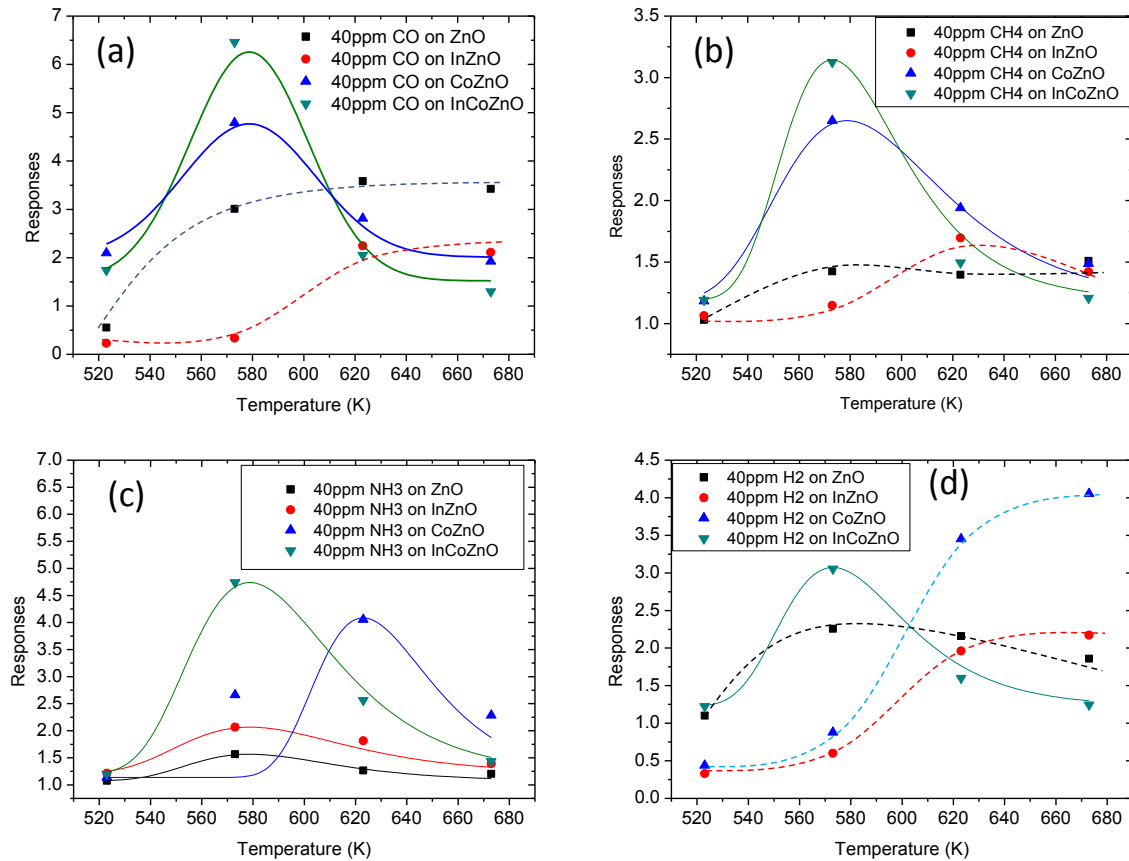 (a)
40ppm CO on ZnO
40ppm CO on InZnO
40ppm CO on CoZnO
40ppm CO on InCoZnO
7
6
5
4
3
2
1
0
Responses
520 540 560 580 600 620 640 660 680
Temperature (K)
(b)
40ppm CH4 on ZnO
40ppm CH4 on InZnO
40ppm CH4 on CoZnO
40ppm CH4 on InCoZnO
3.5
3.0
2.5
2.0
1.5
1.0
Responses
520 540 560 580 600 620 640 660 680
Temperature (K)
(c)
40ppm NH3 on ZnO
40ppm NH3 on InZnO
40ppm NH3 on CoZnO
40ppm NH3 on InCoZnO
7.0
6.5
6.0
5.5
5.0
4.5
4.0
3.5
3.0
2.5
2.0
1.5
1.0
Responses
520 540 560 580 600 620 640 660 680
Temperature (K)
40ppm H2 on ZnO
40ppm H2 on InZnO
40ppm H2 on CoZnO
40ppm H2 on InCoZnO
(d)
4.5
4.0
3.5
3.0
2.5
2.0
1.5
1.0
0.5
0.0
Responses
520 540 560 580 600 620 640 660 680
Temperature (K)